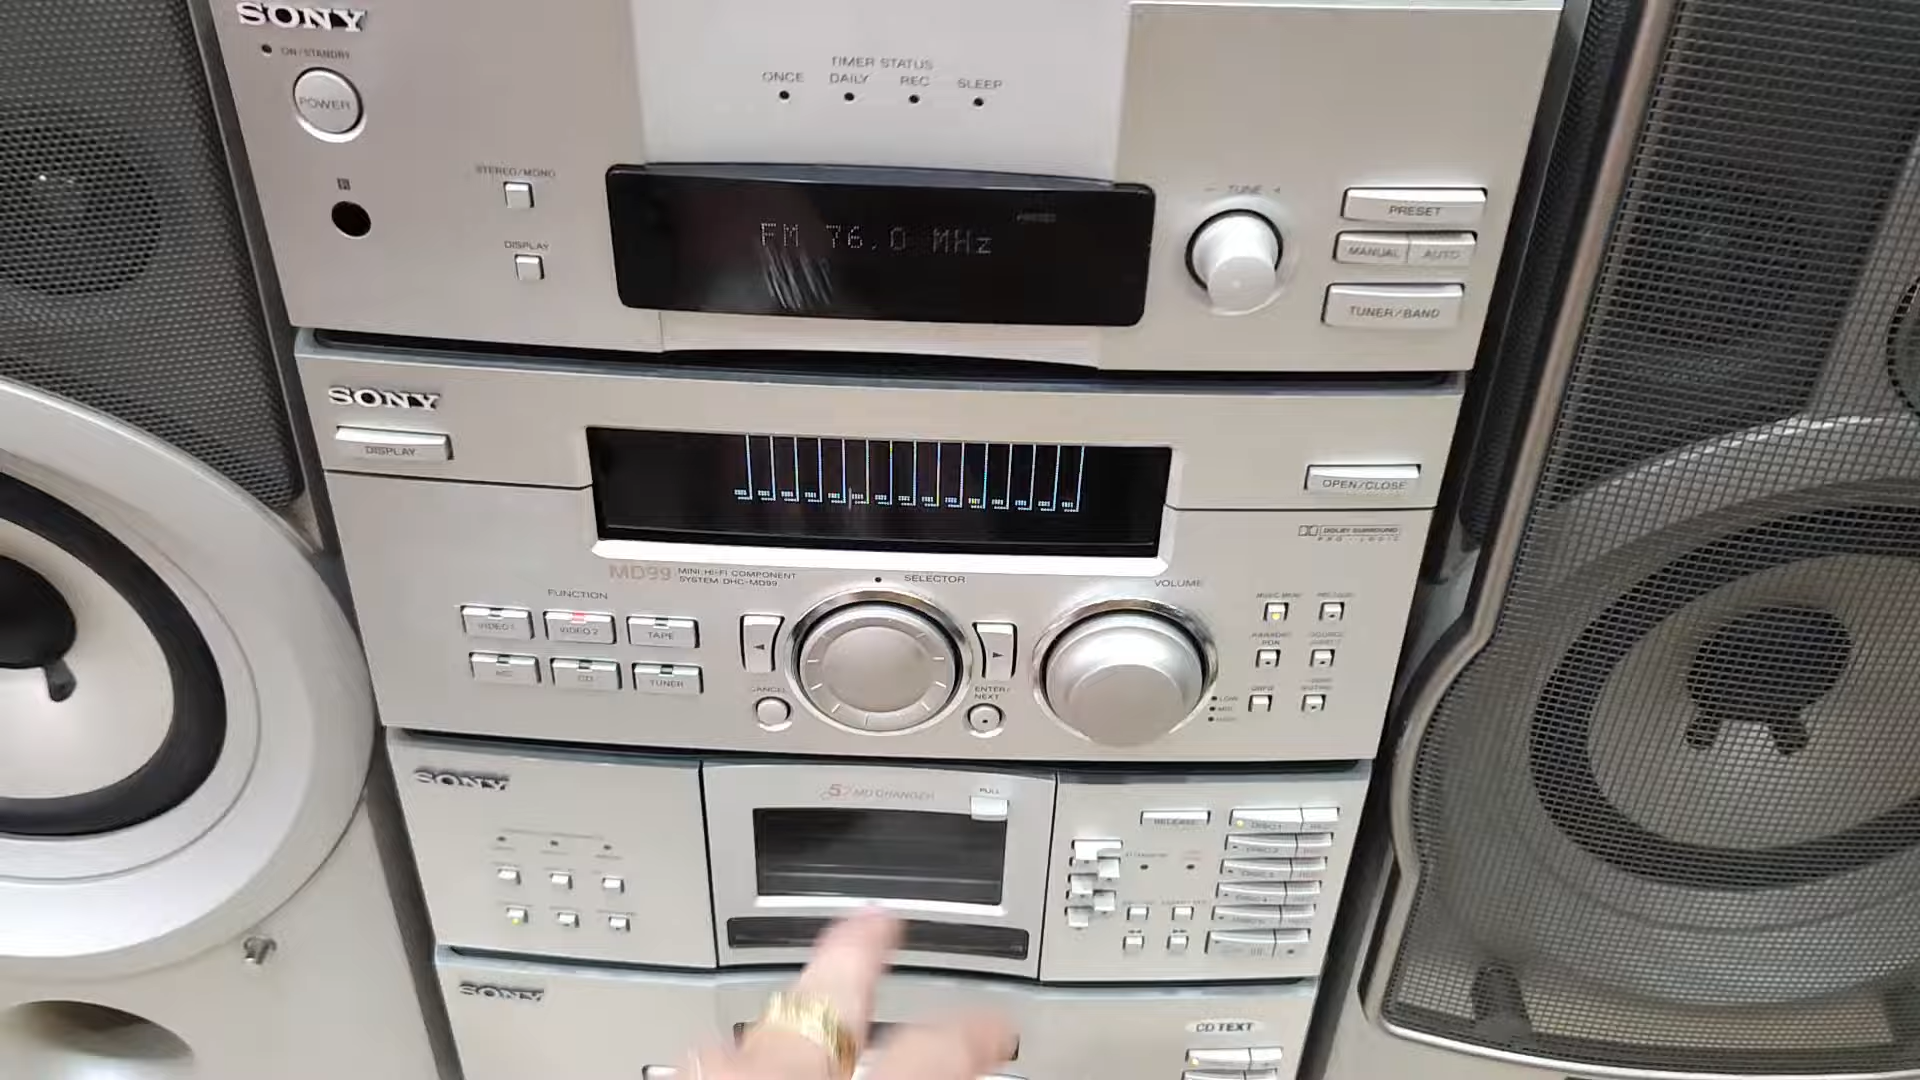 SONY
ON/STANDBY
POWER
TIMER STATUS
ONCE DAILY REC SLEEP
STEREO/MONO
DISPLAY
FM 76.0 MHz
- TUNE +
PRESET
MANUAL AUTO
TUNER/BAND
SONY
DISPLAY
OPEN/CLOSE
DOLBY SURROUND
PRO · LOGIC
MD99 MINI HI-FI COMPONENT
SYSTEM DHC-MD99
SELECTOR
VOLUME
FUNCTION
VIDEO 1 VIDEO 2 TAPE
MD CD TUNER
CANCEL
ENTER/
NEXT
SONY
5 MD CHANGER
PULL
RELEASE
DISC 1
SONY
CD TEXT